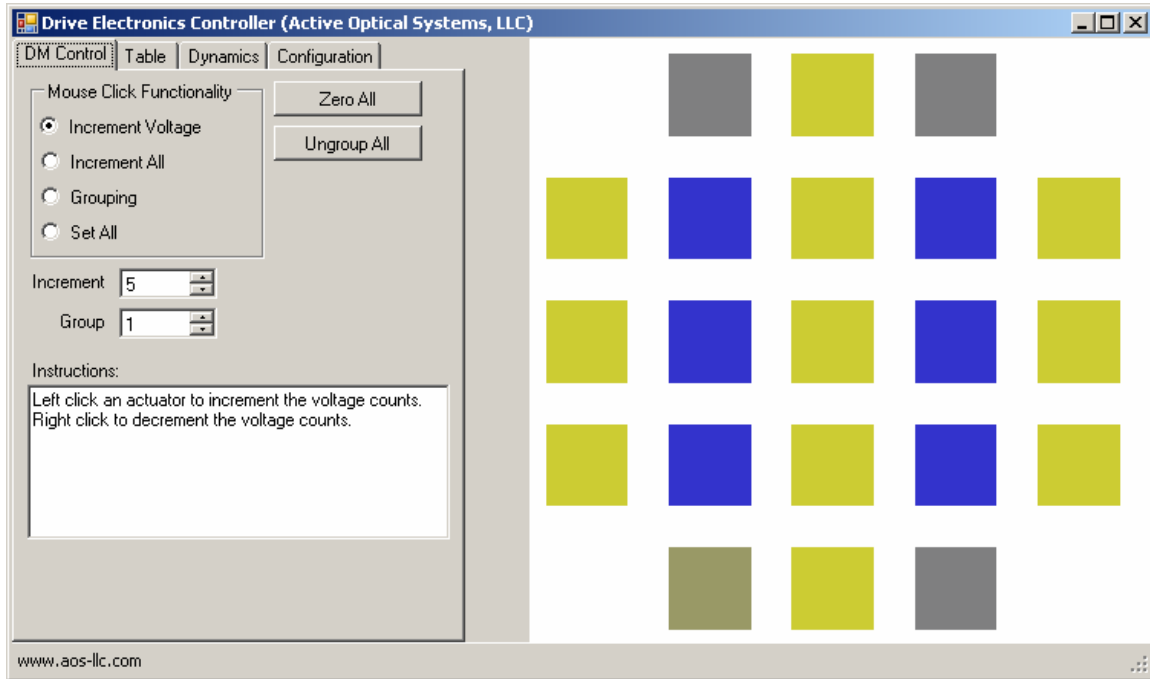 Drive Electronics Controller (Active Optical Systems, LLC)
DM Control Table Dynamics Configuration
Mouse Click Functionality
Increment Voltage
Increment All
Grouping
Set All
Zero All
Ungroup All
Increment 5
Group 1
Instructions:
Left click an actuator to increment the voltage counts.
Right click to decrement the voltage counts.
www.aos-llc.com